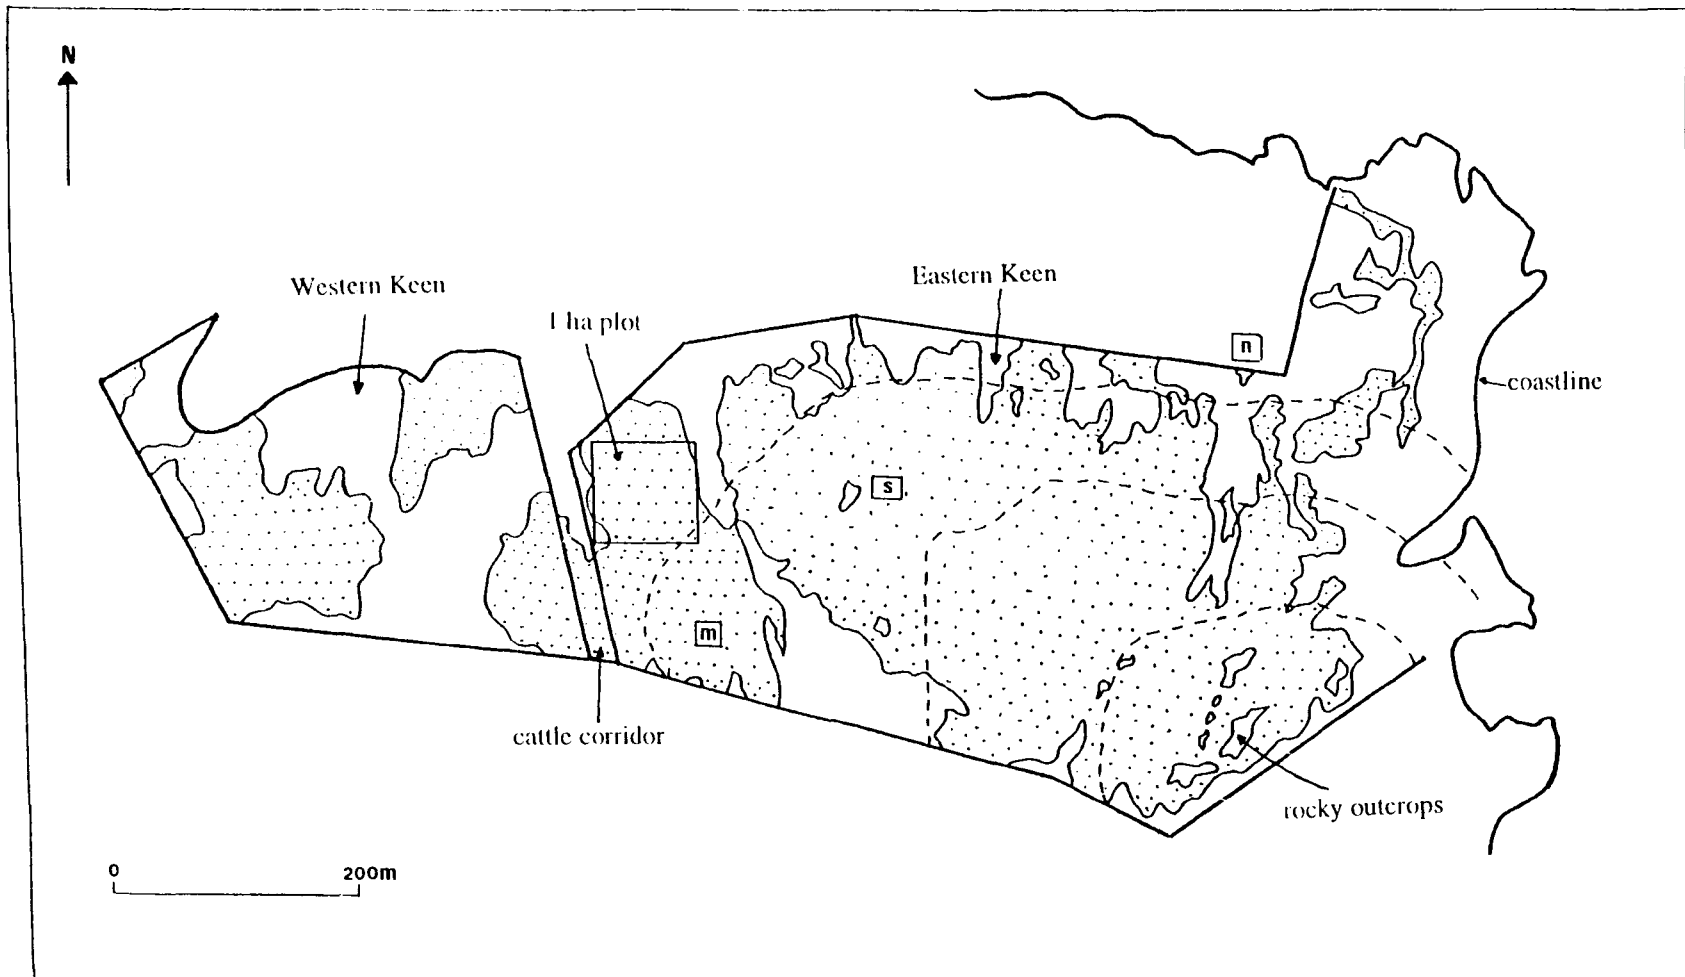 N
Western Keen
Eastern Keen
1 ha plot
n
coastline
s
m
cattle corridor
rocky outcrops
0
200m